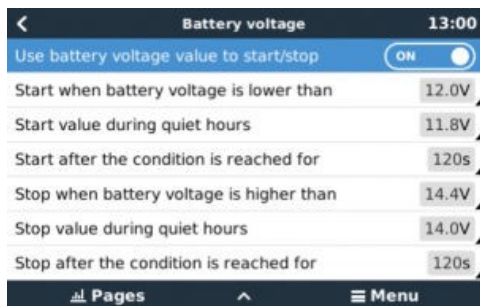 Battery voltage 13:00
Use battery voltage value to start/stop ON
Start when battery voltage is lower than 12.0V
Start value during quiet hours 11.8V
Start after the condition is reached for 120s
Stop when battery voltage is higher than 14.4V
Stop value during quiet hours 14.0V
Stop after the condition is reached for 120s
Pages Menu